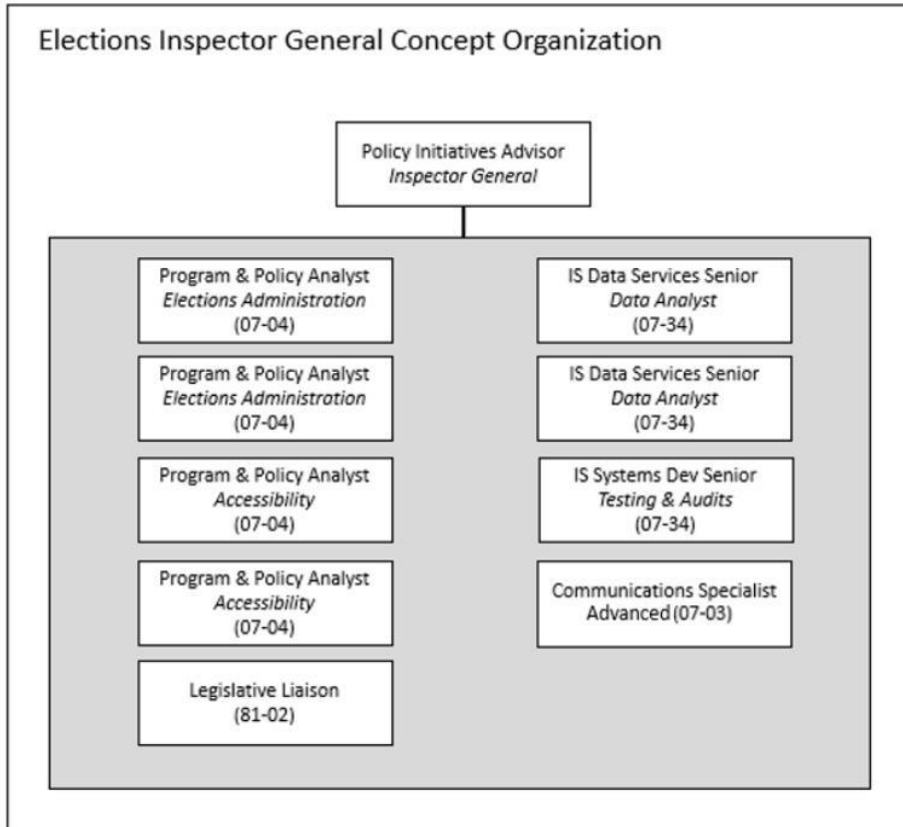 Elections Inspector General Concept Organization
Policy Initiatives Advisor
Inspector General
Program & Policy Analyst
Elections Administration
(07-04)
Program & Policy Analyst
Elections Administration
(07-04)
Program & Policy Analyst
Accessibility
(07-04)
Program & Policy Analyst
Accessibility
(07-04)
Legislative Liaison
(81-02)
IS Data Services Senior
Data Analyst
(07-34)
IS Data Services Senior
Data Analyst
(07-34)
IS Systems Dev Senior
Testing & Audits
(07-34)
Communications Specialist
Advanced (07-03)